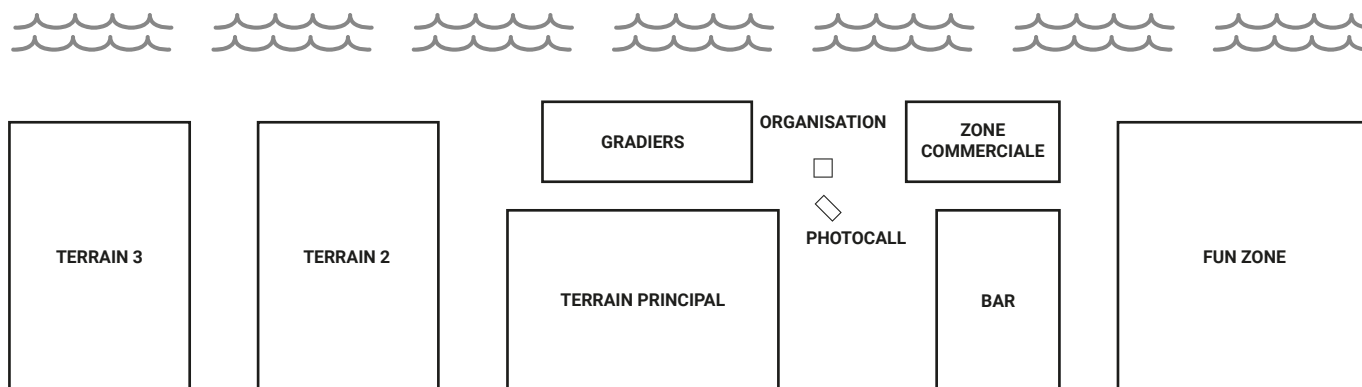 GRADIERS
ORGANISATION
ZONE
COMMERCIALE
TERRAIN 3
TERRAIN 2
TERRAIN PRINCIPAL
PHOTOCALL
BAR
FUN ZONE